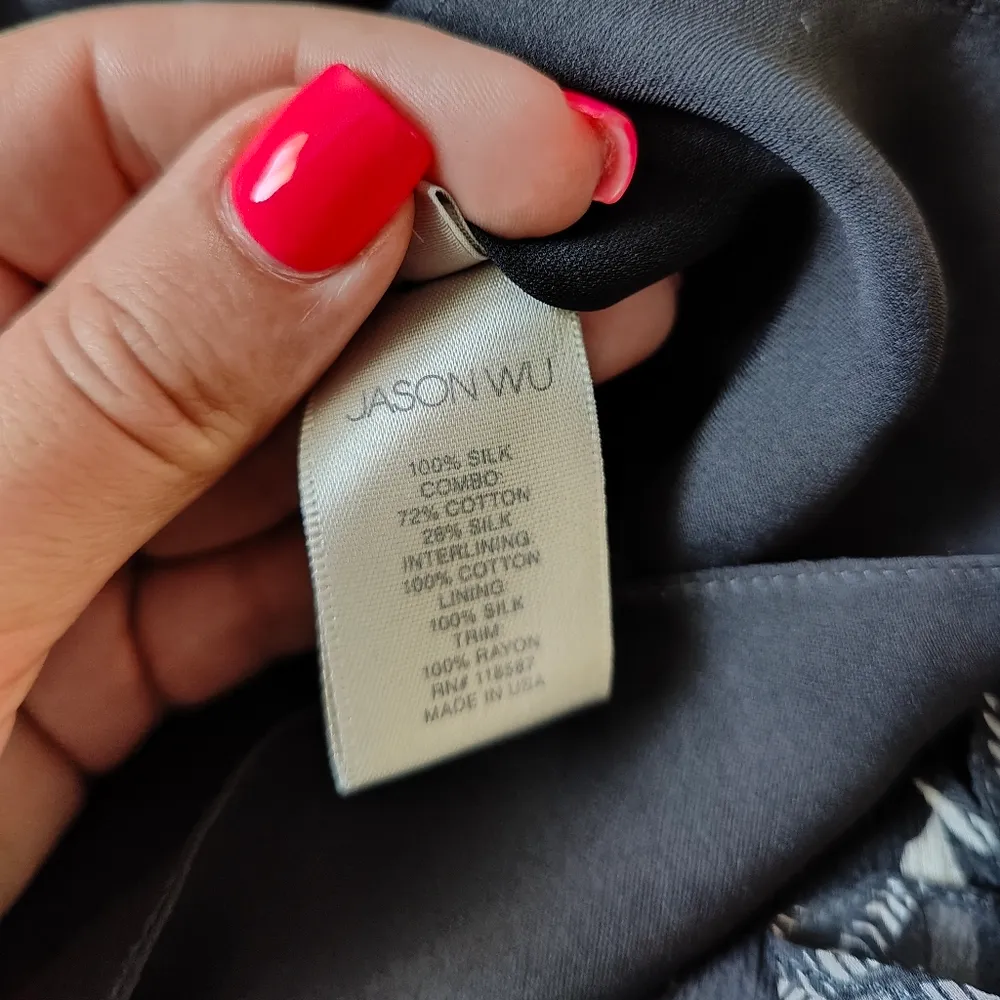 JASON WU
100% SILK
COMBO:
72% COTTON
28% SILK
INTERLINING
100% COTTON
LINING
100% SILK
TRIM
100% RAYON
RN# 118587
MADE IN USA